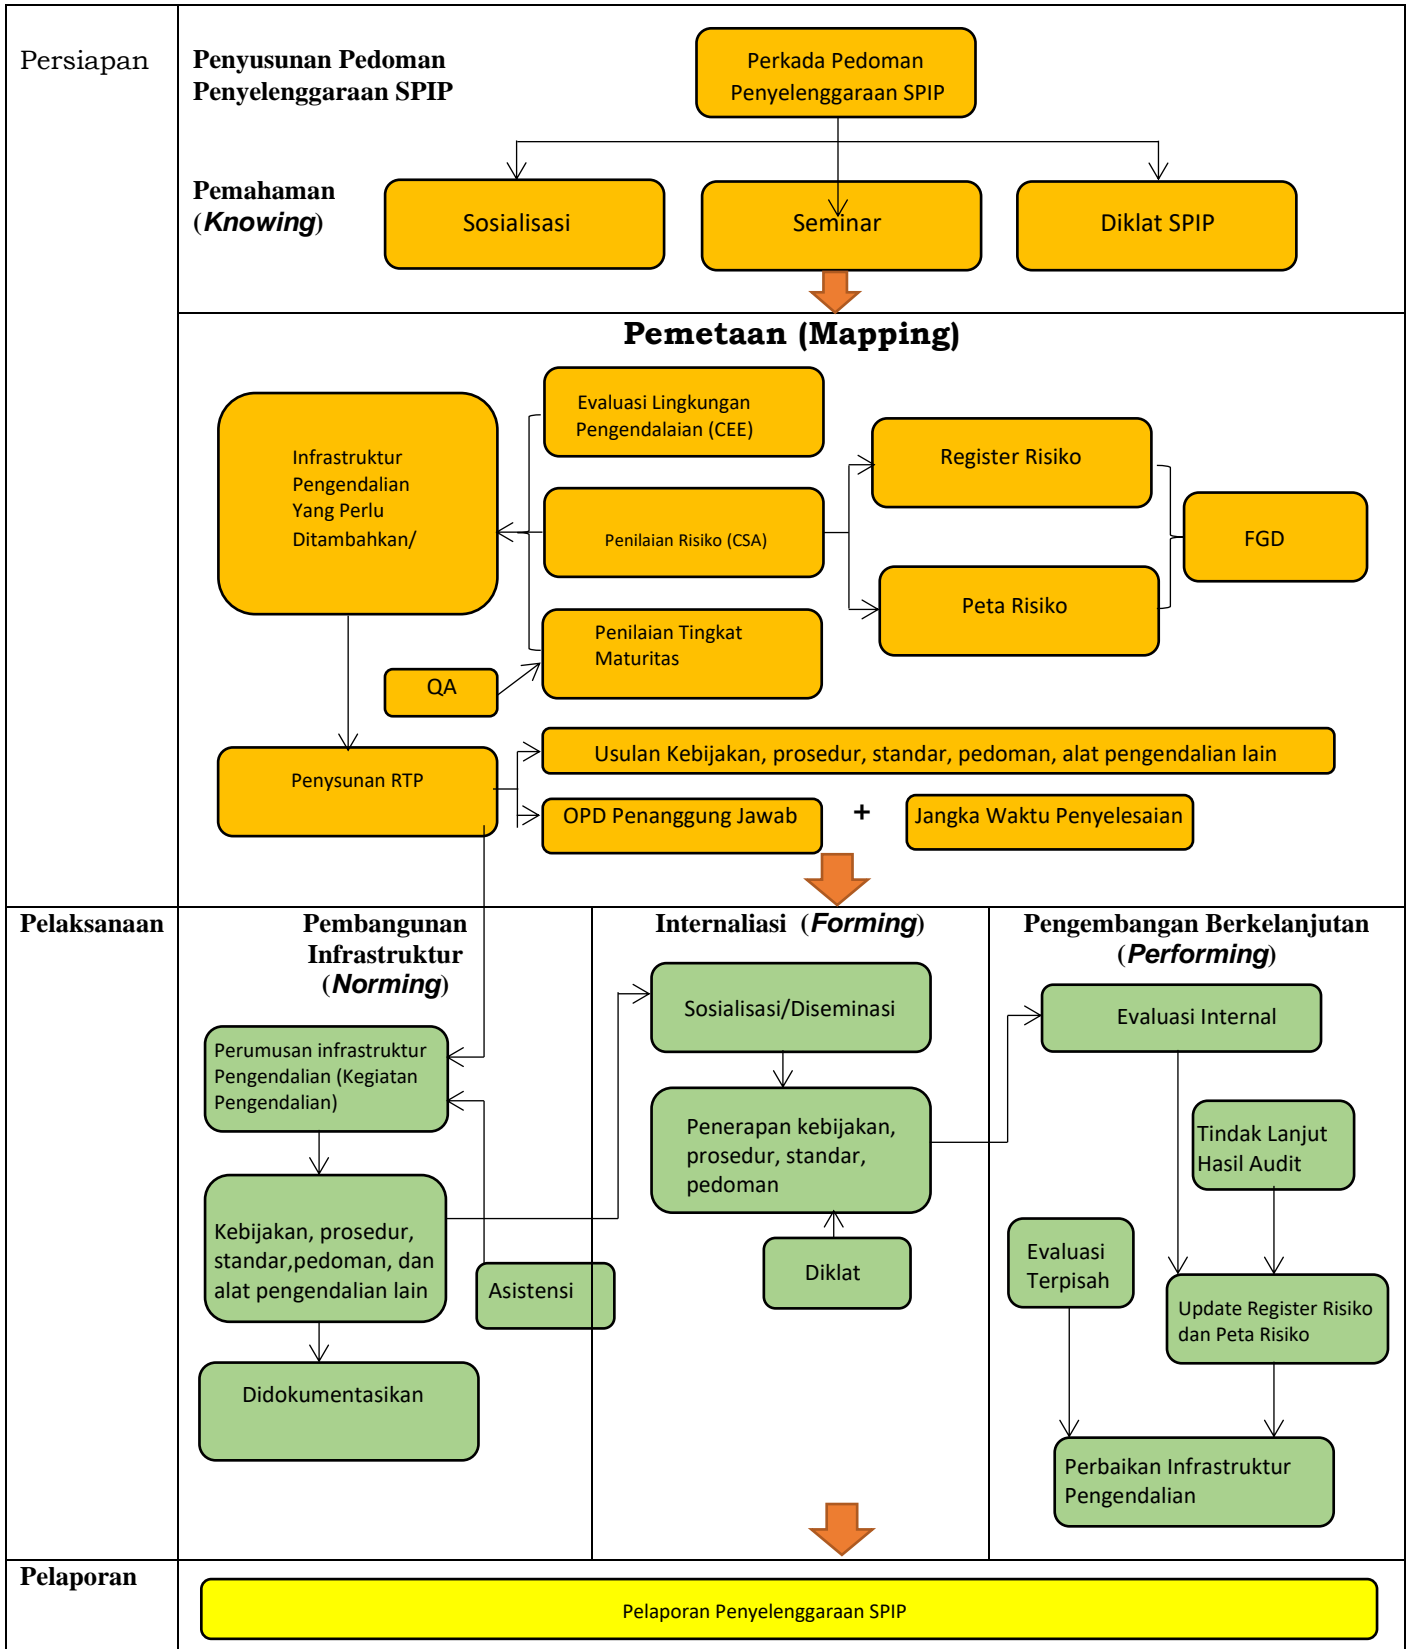 Persiapan
Penyusunan Pedoman
Penyelenggaraan SPIP
Perkada Pedoman
Penyelenggaraan SPIP
Pemahaman
(Knowing)
Sosialisasi
Seminar
Diklat SPIP
Pemetaan (Mapping)
Infrastruktur
Pengendalian
Yang Perlu
Ditambahkan/
Evaluasi Lingkungan
Pengendalaian (CEE)
Penilaian Risiko (CSA)
Penilaian Tingkat
Maturitas
QA
Register Risiko
Peta Risiko
FGD
Penysunan RTP
Usulan Kebijakan, prosedur, standar, pedoman, alat pengendalian lain
OPD Penanggung Jawab
+
Jangka Waktu Penyelesaian
Pelaksanaan
Pembangunan
Infrastruktur
(Norming)
Perumusan infrastruktur
Pengendalian (Kegiatan
Pengendalian)
Kebijakan, prosedur,
standar,pedoman, dan
alat pengendalian lain
Asistensi
Didokumentasikan
Internaliasi (Forming)
Sosialisasi/Diseminasi
Penerapan kebijakan,
prosedur, standar,
pedoman
Diklat
Pengembangan Berkelanjutan
(Performing)
Evaluasi Internal
Tindak Lanjut
Hasil Audit
Evaluasi
Terpisah
Update Register Risiko
dan Peta Risiko
Perbaikan Infrastruktur
Pengendalian
Pelaporan
Pelaporan Penyelenggaraan SPIP